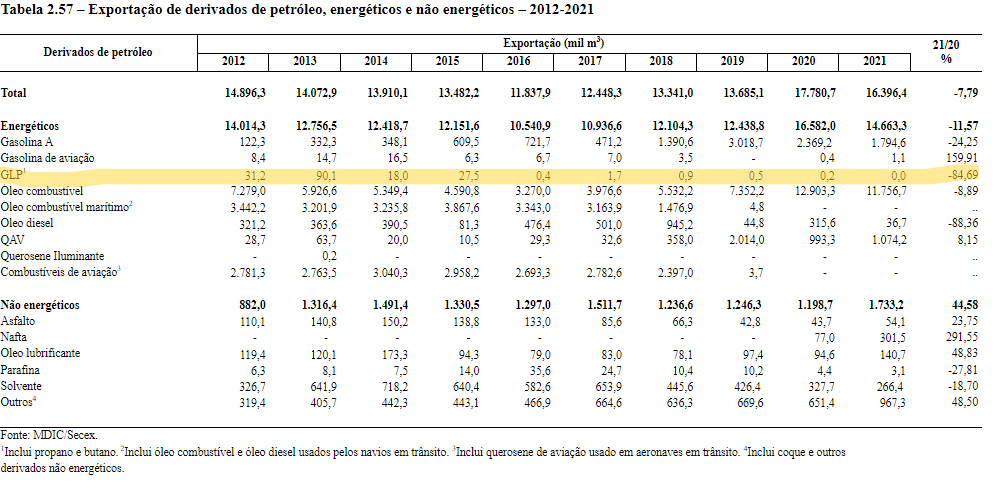 Tabela 2.57 – Exportação de derivados de petróleo, energéticos e não energéticos – 2012-2021
Derivados de petróleo Exportação (mil m³) 21/20 %
2012 2013 2014 2015 2016 2017 2018 2019 2020 2021
Total 14.896,3 14.072,9 13.910,1 13.482,2 11.837,9 12.448,3 13.341,0 13.685,1 17.780,7 16.396,4 -7,79
Energéticos 14.014,3 12.756,5 12.418,7 12.151,6 10.540,9 10.936,6 12.104,3 12.438,8 16.582,0 14.663,3 -11,57
Gasolina A 122,3 332,3 348,1 609,5 721,7 471,2 1.390,6 3.018,7 2.369,2 1.794,6 -24,25
Gasolina de aviação 8,4 14,7 16,5 6,3 6,7 7,0 3,5 - 0,4 1,1 159,91
GLP¹ 31,2 90,1 18,0 27,5 0,4 1,7 0,9 0,5 0,2 0,0 -84,69
Óleo combustível 7.279,0 5.926,6 5.349,4 4.590,8 3.270,0 3.976,6 5.532,2 7.352,2 12.903,3 11.756,7 -8,89
Óleo combustível marítimo² 3.442,2 3.201,9 3.235,8 3.867,6 3.343,0 3.163,9 1.476,9 4,8 - - ..
Óleo diesel 321,2 363,6 390,5 81,3 476,4 501,0 945,2 44,8 315,6 36,7 -88,36
QAV 28,7 63,7 20,0 10,5 29,3 32,6 358,0 2.014,0 993,3 1.074,2 8,15
Querosene Iluminante - 0,2 - - - - - - - - ..
Combustíveis de aviação³ 2.781,3 2.763,5 3.040,3 2.958,2 2.693,3 2.782,6 2.397,0 3,7 - - ..
Não energéticos 882,0 1.316,4 1.491,4 1.330,5 1.297,0 1.511,7 1.236,6 1.246,3 1.198,7 1.733,2 44,58
Asfalto 110,1 140,8 150,2 138,8 133,0 85,6 66,3 42,8 43,7 54,1 23,75
Nafta - - - - - - - - 77,0 301,5 291,55
Óleo lubrificante 119,4 120,1 173,3 94,3 79,0 83,0 78,1 97,4 94,6 140,7 48,83
Parafina 6,3 8,1 7,5 14,0 35,6 24,7 10,4 10,2 4,4 3,1 -27,81
Solvente 326,7 641,9 718,2 640,4 582,6 653,9 445,6 426,4 327,7 266,4 -18,70
Outros⁴ 319,4 405,7 442,3 443,1 466,9 664,6 636,3 669,6 651,4 967,3 48,50
Fonte: MDIC/Secex.
¹Inclui propano e butano. ²Inclui óleo combustível e óleo diesel usados pelos navios em trânsito. ³Inclui querosene de aviação usado em aeronaves em trânsito. ⁴Inclui coque e outros
derivados não energéticos.